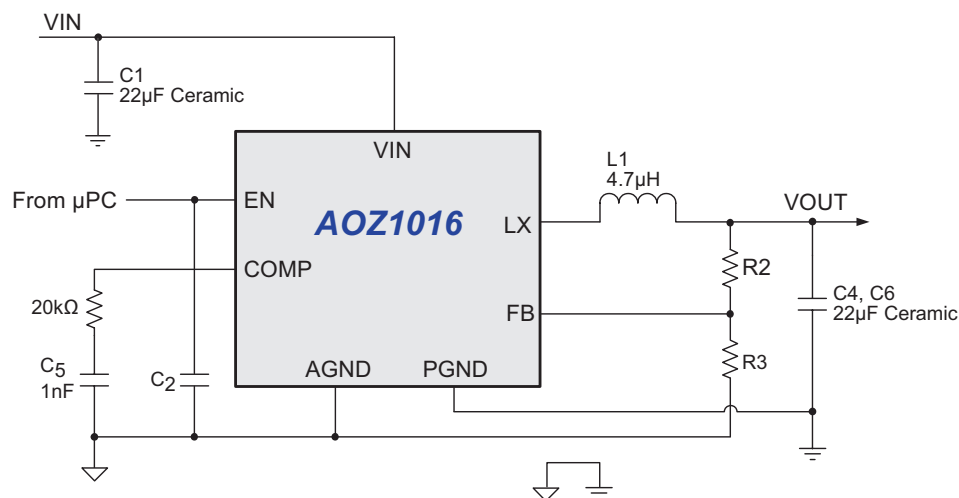 VIN
C1
22µF Ceramic
VIN
From µPC
EN
AOZ1016
LX
L1
4.7µH
VOUT
COMP
20kΩ
R2
FB
C4, C6
22µF Ceramic
C5
1nF
C2
AGND
PGND
R3